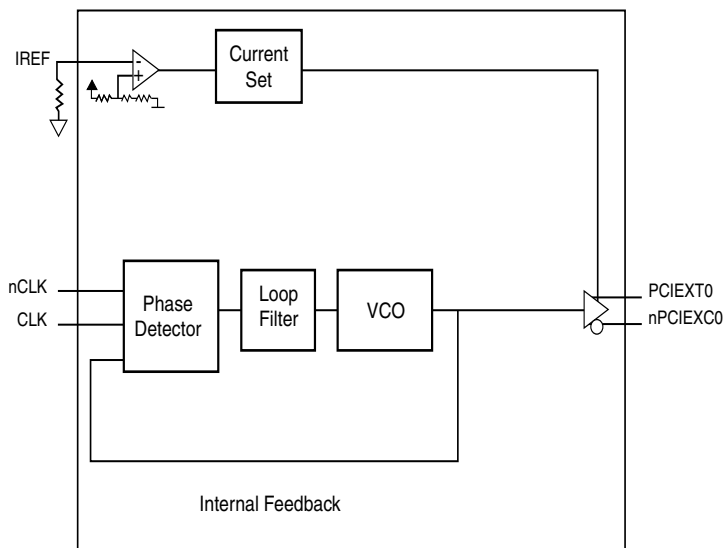 IREF
-
+
Current
Set
nCLK
CLK
Phase
Detector
Loop
Filter
VCO
PCIEXT0
nPCIEXC0
Internal Feedback